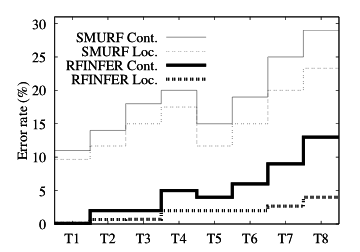 30
25
20
15
10
5
0
Error rate (%)
SMURF Cont.
SMURF Loc.
RFINFER Cont.
RFINFER Loc.
T1 T2 T3 T4 T5 T6 T7 T8